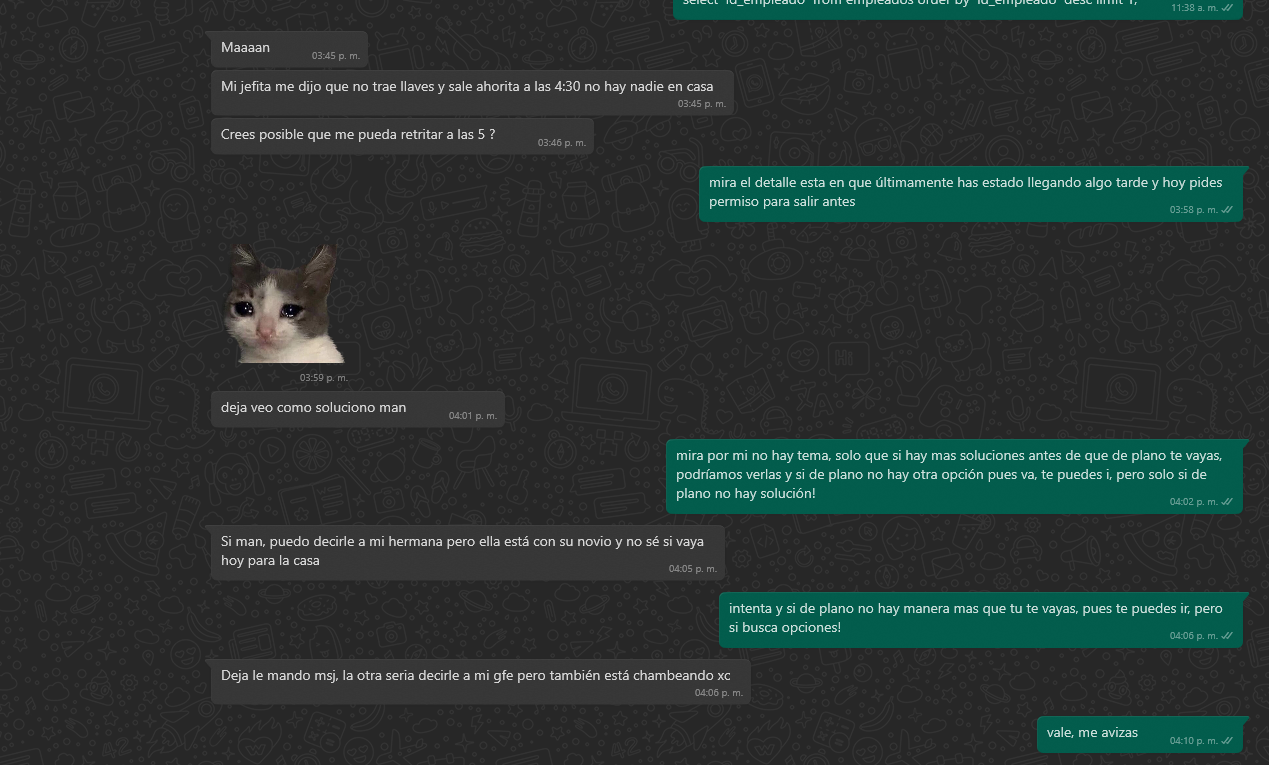 select `id_empleado` from empleados order by `id_empleado` desc limit 1;
11:38 a. m.
Maaaan
03:45 p. m.
Mi jefita me dijo que no trae llaves y sale ahorita a las 4:30 no hay nadie en casa
03:45 p. m.
Crees posible que me pueda retritar a las 5 ?
03:46 p. m.
mira el detalle esta en que últimamente has estado llegando algo tarde y hoy pides
permiso para salir antes
03:58 p. m.
03:59 p. m.
deja veo como soluciono man
04:01 p. m.
mira por mi no hay tema, solo que si hay mas soluciones antes de que de plano te vayas,
podríamos verlas y si de plano no hay otra opción pues va, te puedes i, pero solo si de
plano no hay solución!
04:02 p. m.
Si man, puedo decirle a mi hermana pero ella está con su novio y no sé si vaya
hoy para la casa
04:05 p. m.
intenta y si de plano no hay manera mas que tu te vayas, pues te puedes ir, pero
si busca opciones!
04:06 p. m.
Deja le mando msj, la otra seria decirle a mi gfe pero también está chambeando xc
04:06 p. m.
vale, me avizas
04:10 p. m.